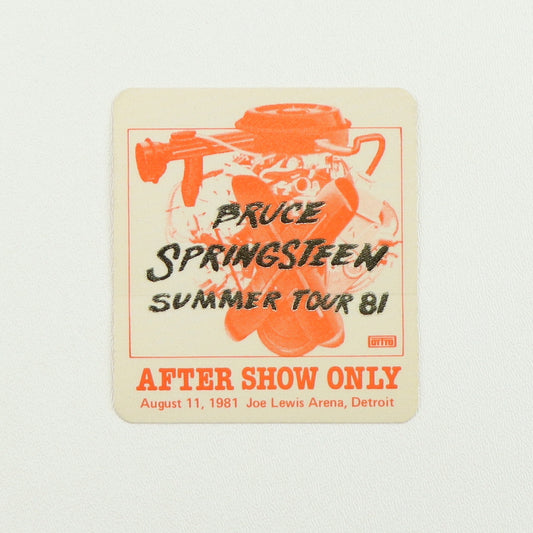 BRUCE
SPRINGSTEEN
SUMMER TOUR 81
OTTO
AFTER SHOW ONLY
August 11, 1981 Joe Lewis Arena, Detroit